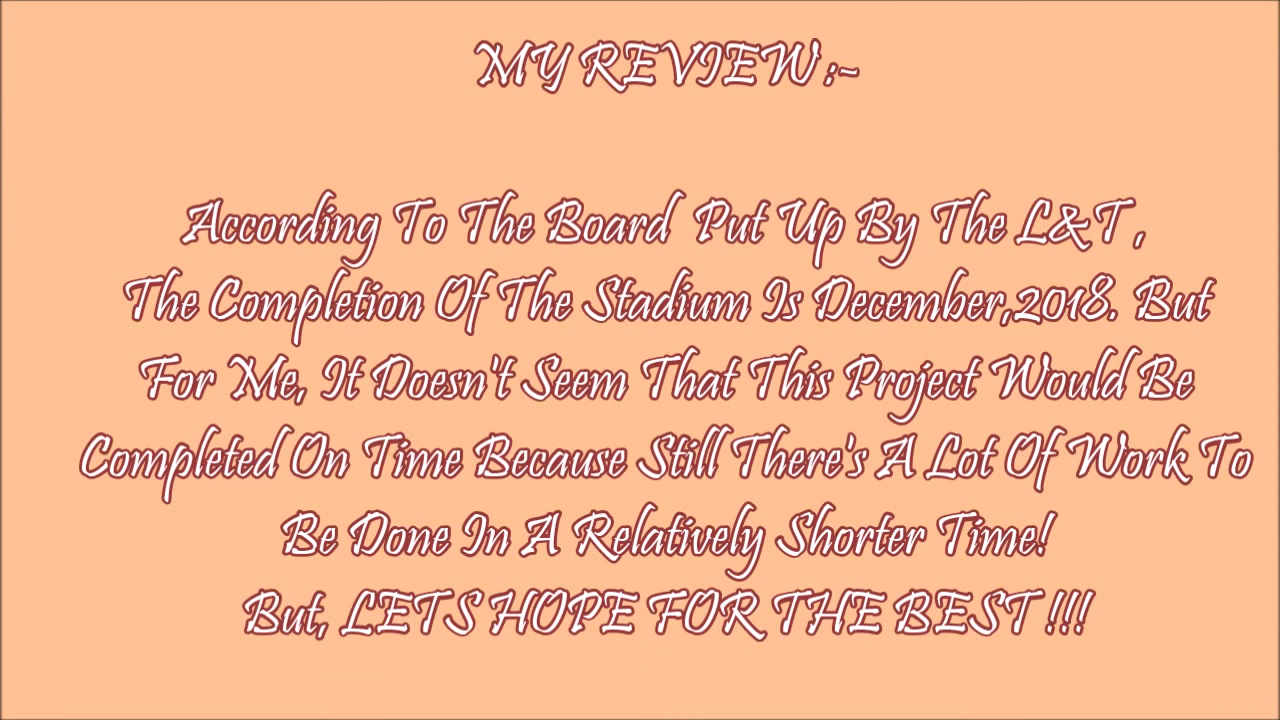 MY REVIEW :-
According To The Board Put Up By The L&T ,
The Completion Of The Stadium Is December,2018. But
For Me, It Doesn't Seem That This Project Would Be
Completed On Time Because Still There's A Lot Of Work To
Be Done In A Relatively Shorter Time!
But, LETS HOPE FOR THE BEST !!!